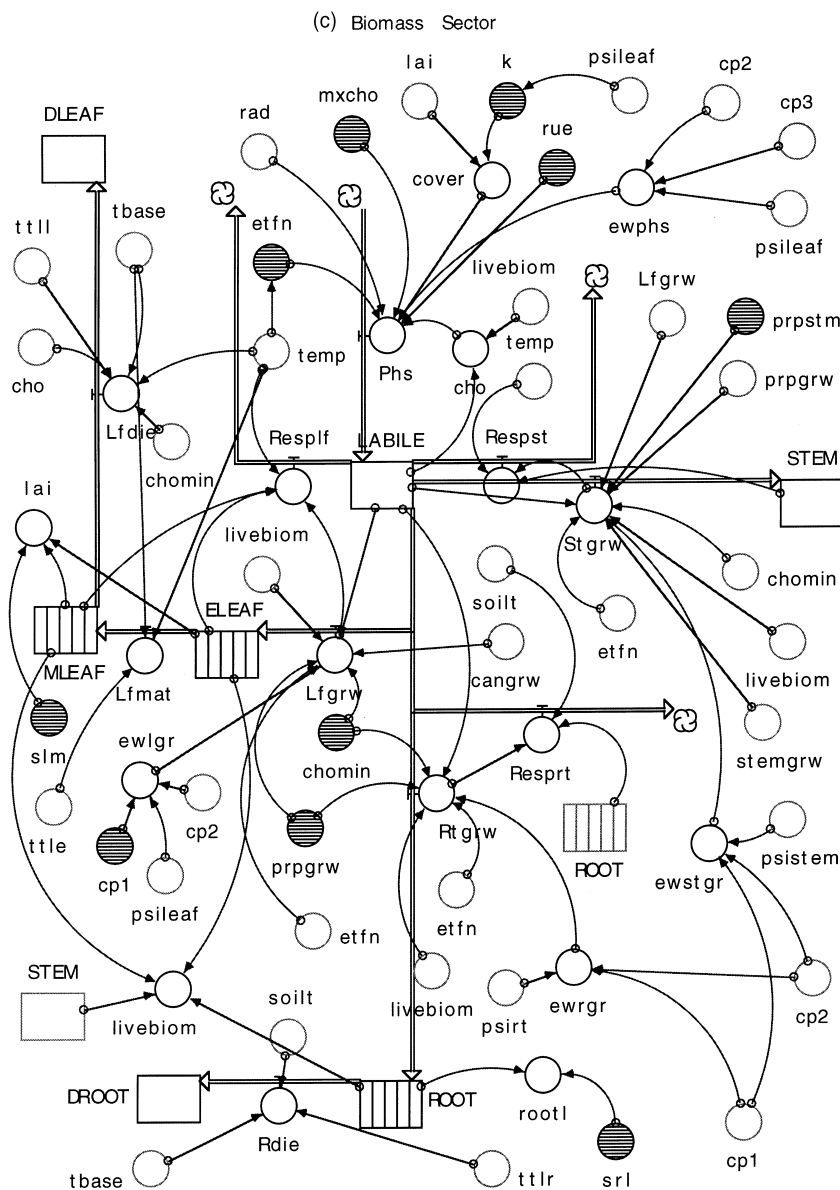 (c) Biomass Sector
lai
k
psileaf
cp2
mxcho
rue
cp3
rad
DLEAF
cover
ewphs
psileaf
ttll
tbase
etfn
livebiom
Lfgrw
prpstm
temp
temp
cho
Phs
cho
prpgrw
Lfdie
Resplf
LABILE
Respst
STEM
chomin
lai
livebiom
Stgrw
soilt
chomin
ELEAF
etfn
MLEAF
Lfmat
Lfgrw
cangrw
livebiom
slm
ewlgr
chomin
Resprt
stemgrw
ttle
cp2
Rtgrw
cp1
prpgrw
ROOT
psistem
ewstgr
psileaf
etfn
etfn
STEM
livebiom
livebiom
soilt
psirt
ewrgr
cp2
DROOT
ROOT
rootl
Rdie
tbase
ttlr
srl
cp1